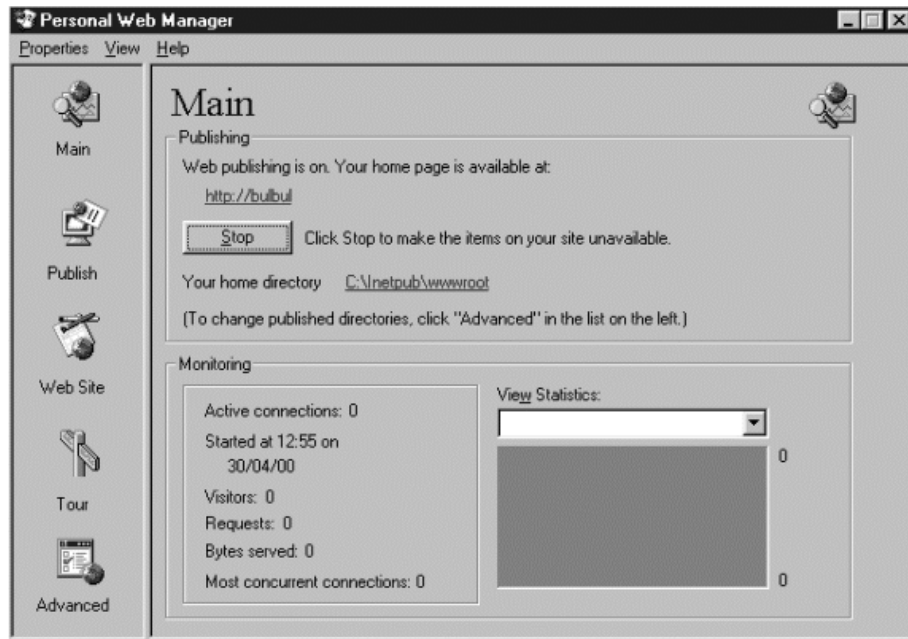 Personal Web Manager
Properties View Help
Main
Publish
Web Site
Tour
Advanced
Main
Publishing
Web publishing is on. Your home page is available at:
http://bulbul
Stop Click Stop to make the items on your site unavailable.
Your home directory C:\Inetpub\wwwroot
(To change published directories, click "Advanced" in the list on the left.)
Monitoring
Active connections: 0
Started at 12:55 on
30/04/00
Visitors: 0
Requests: 0
Bytes served: 0
Most concurrent connections: 0
View Statistics:
0
0